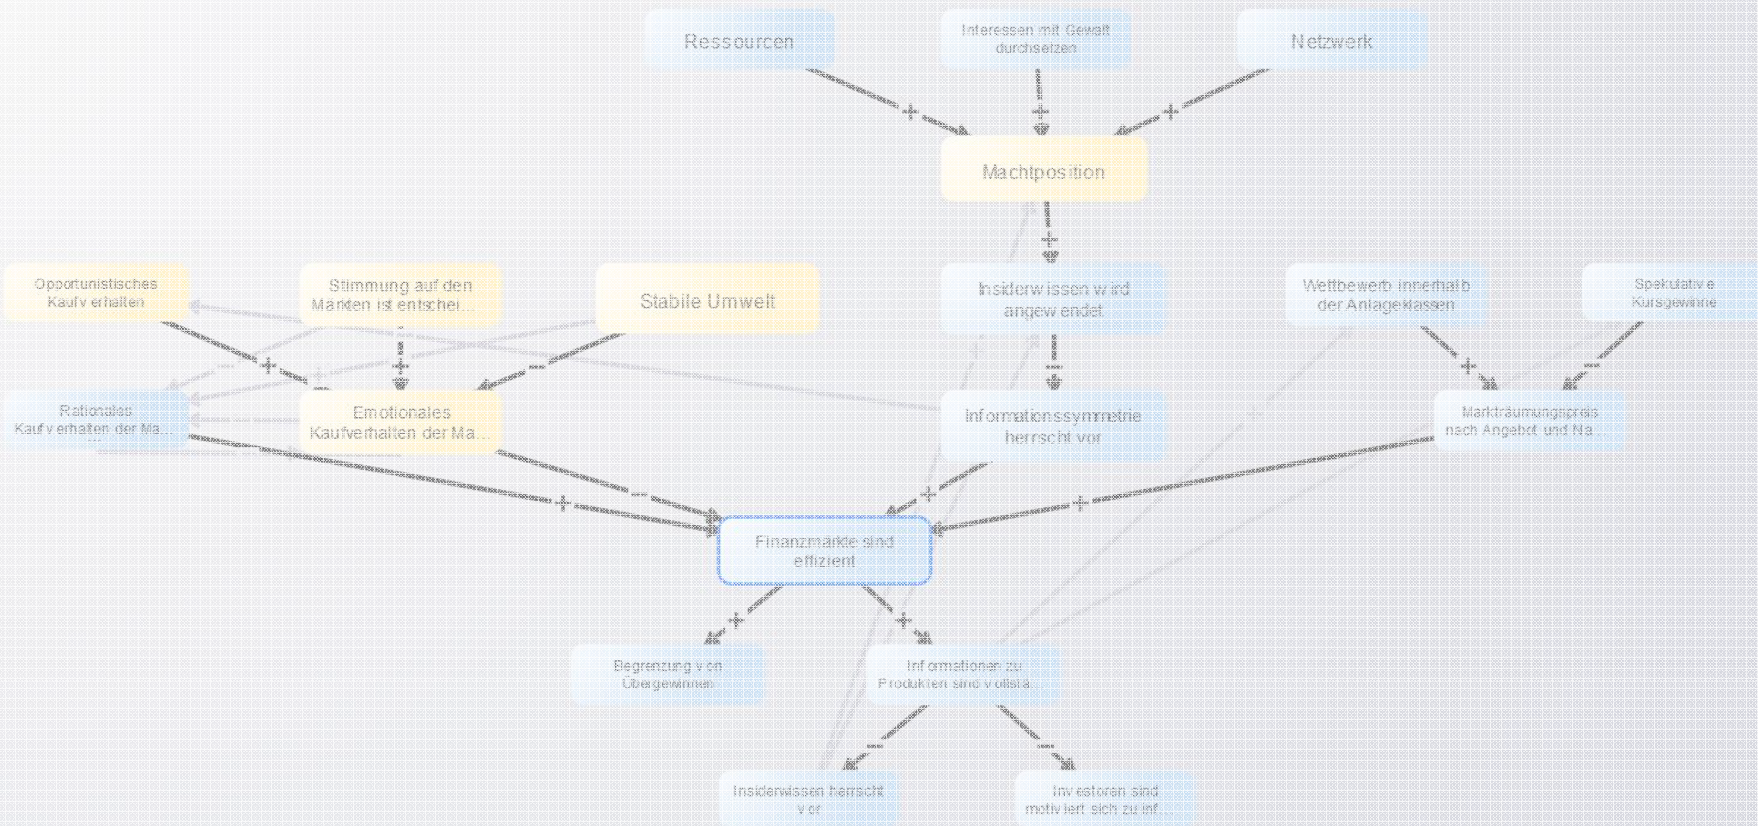 Ressourcen
Interessen mit Gewalt
durchsetzen
Netzwerk
+
+
+
Machtposition
+
Opportunistisches
Kaufverhalten
Stimmung auf den
Märkten ist entschei...
Stabile Umwelt
Insiderwissen wird
angewendet
Wettbewerb innerhalb
der Anlageklassen
Spekulative
Kursgewinne
+
+
−
−
+
−
Rationales
Kaufverhalten der Ma...
Emotionales
Kaufverhalten der Ma...
Informationssymmetrie
herrscht vor
Markträumungspreis
nach Angebot und Na...
+
−
+
+
Finanzmärkte sind
effizient
+
+
Begrenzung von
Übergewinnen
Informationen zu
Produkten sind vollstä...
−
−
Insiderwissen herrscht
vor
Investoren sind
motiviert sich zu inf...